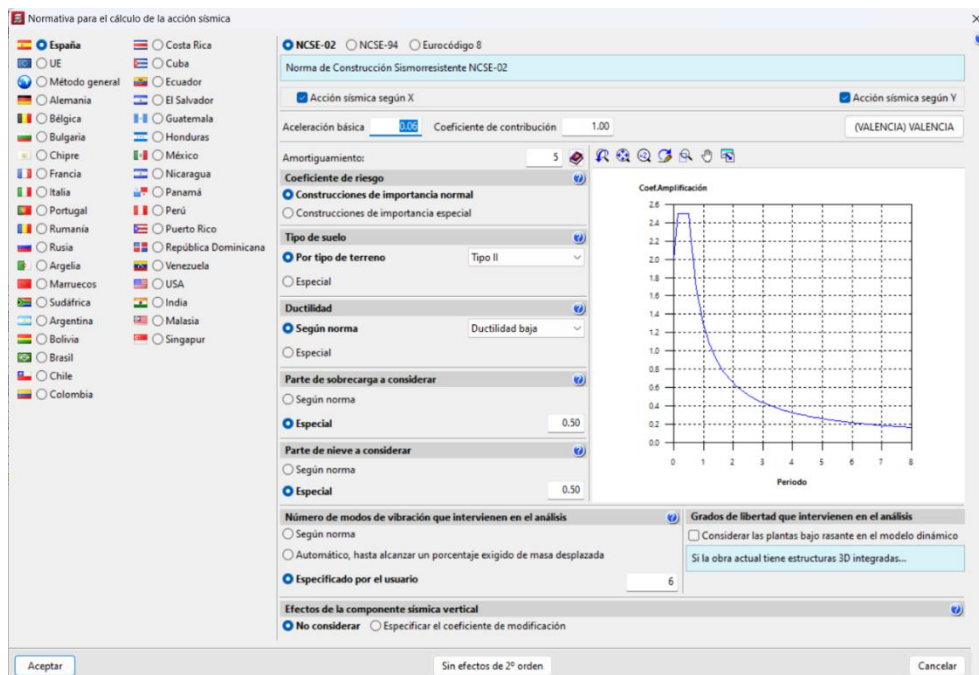 Normativa para el cálculo de la acción sísmica
España
UE
Método general
Alemania
Bélgica
Bulgaria
Chipre
Francia
Italia
Portugal
Rumanía
Rusia
Argelia
Marruecos
Sudáfrica
Argentina
Bolivia
Brasil
Chile
Colombia
Costa Rica
Cuba
Ecuador
El Salvador
Guatemala
Honduras
México
Nicaragua
Panamá
Perú
Puerto Rico
República Dominicana
Venezuela
USA
India
Malasia
Singapur
NCSE-02 NCSE-94 Eurocódigo 8
Norma de Construcción Sismorresistente NCSE-02
Acción sísmica según X Acción sísmica según Y
Aceleración básica 0.06 Coeficiente de contribución 1.00 (VALENCIA) VALENCIA
Amortiguamiento: 5
Coeficiente de riesgo
Construcciones de importancia normal
Construcciones de importancia especial
Tipo de suelo
Por tipo de terreno Tipo II
Especial
Ductilidad
Según norma Ductilidad baja
Especial
Parte de sobrecarga a considerar
Según norma
Especial 0.50
Parte de nieve a considerar
Según norma
Especial 0.50
Coef.Amplificación
2.6
2.4
2.2
2.0
1.8
1.6
1.4
1.2
1.0
0.8
0.6
0.4
0.2
0.0
0 1 2 3 4 5 6 7 8
Periodo
Número de modos de vibración que intervienen en el análisis
Según norma
Automático, hasta alcanzar un porcentaje exigido de masa desplazada
Especificado por el usuario 6
Grados de libertad que intervienen en el análisis
Considerar las plantas bajo rasante en el modelo dinámico
Si la obra actual tiene estructuras 3D integradas...
Efectos de la componente sísmica vertical
No considerar Especificar el coeficiente de modificación
Aceptar Sin efectos de 2º orden Cancelar